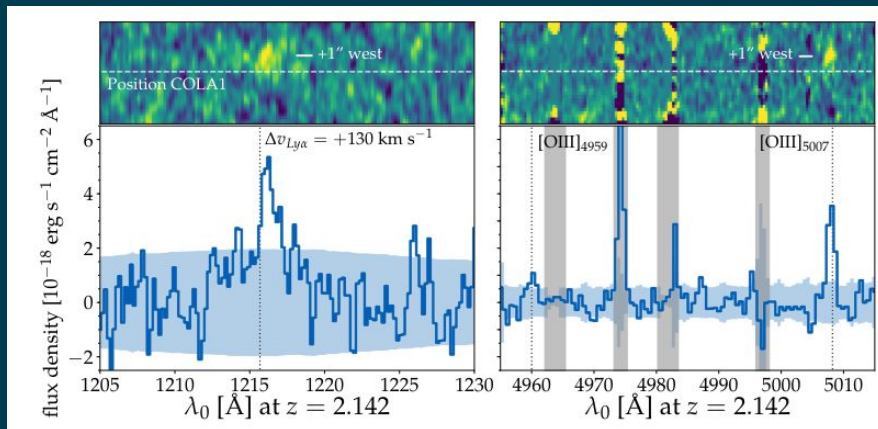 +1″ west
Position COLA1
+1″ west
flux density [10⁻¹⁸ erg s⁻¹ cm⁻² Å⁻¹]
6
4
2
0
−2
Δv_Lyα = +130 km s⁻¹
[OIII]₄₉₅₉
[OIII]₅₀₀₇
1205 1210 1215 1220 1225 1230
4960 4970 4980 4990 5000 5010
λ₀ [Å] at z = 2.142
λ₀ [Å] at z = 2.142